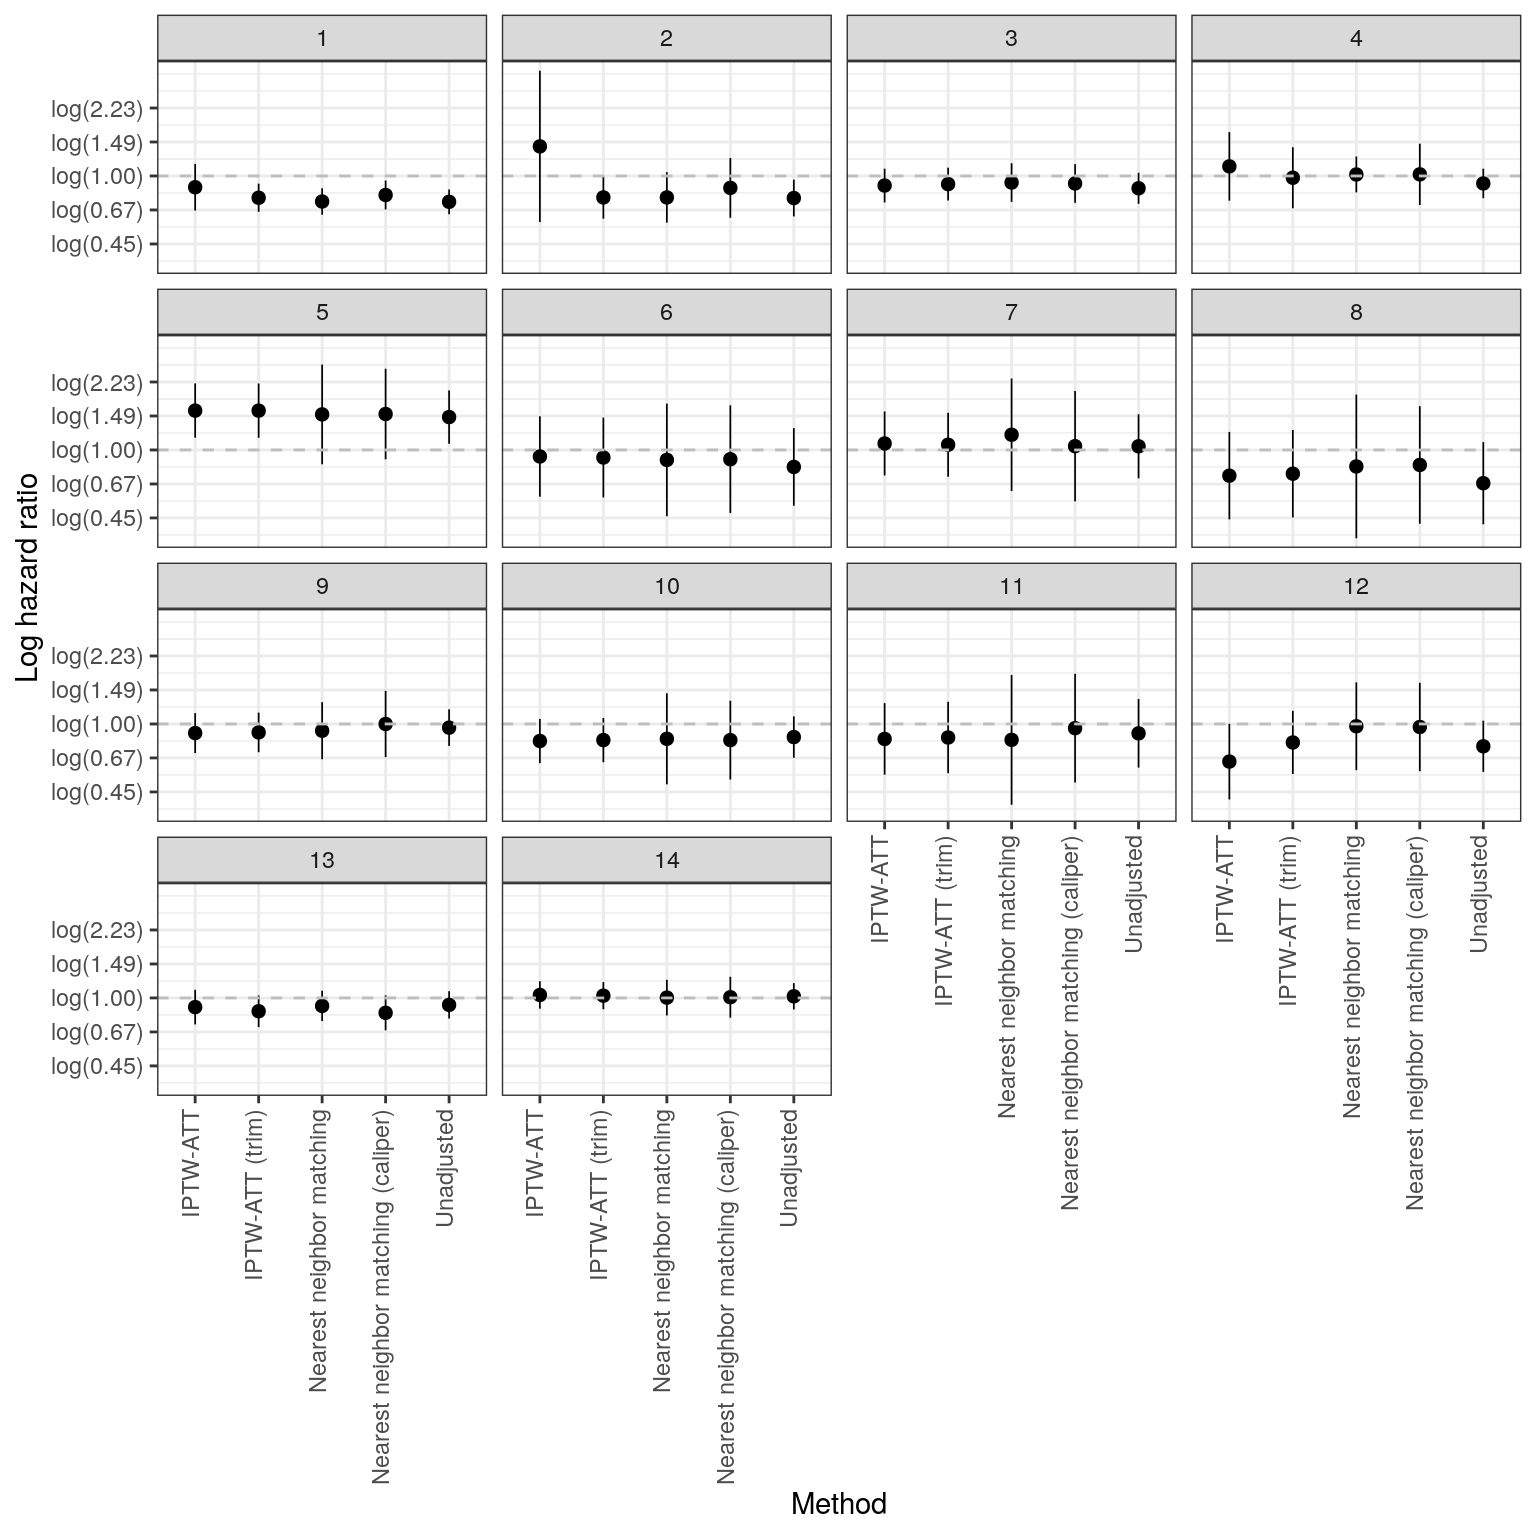 1
2
3
4
log(2.23)
log(1.49)
log(1.00)
log(0.67)
log(0.45)
5
6
7
8
log(2.23)
log(1.49)
log(1.00)
log(0.67)
log(0.45)
Log hazard ratio
9
10
11
12
log(2.23)
log(1.49)
log(1.00)
log(0.67)
log(0.45)
IPTW-ATT
IPTW-ATT (trim)
Nearest neighbor matching
Nearest neighbor matching (caliper)
Unadjusted
IPTW-ATT
IPTW-ATT (trim)
Nearest neighbor matching
Nearest neighbor matching (caliper)
Unadjusted
13
14
log(2.23)
log(1.49)
log(1.00)
log(0.67)
log(0.45)
IPTW-ATT
IPTW-ATT (trim)
Nearest neighbor matching
Nearest neighbor matching (caliper)
Unadjusted
IPTW-ATT
IPTW-ATT (trim)
Nearest neighbor matching
Nearest neighbor matching (caliper)
Unadjusted
Method